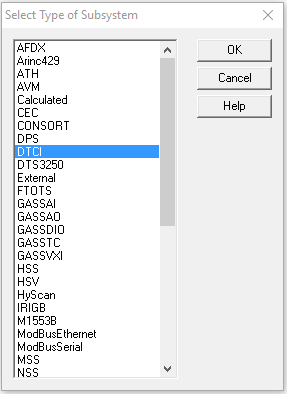 Select Type of Subsystem
AFDX
Arinc429
ATH
AVM
Calculated
CEC
CONSORT
DPS
DTCI
DTS3250
External
FTOTS
GASSAI
GASSAO
GASSDIO
GASSTC
GASSVXI
HSS
HSV
HyScan
IRIGB
M1553B
ModBusEthernet
ModBusSerial
MSS
NSS
OK
Cancel
Help